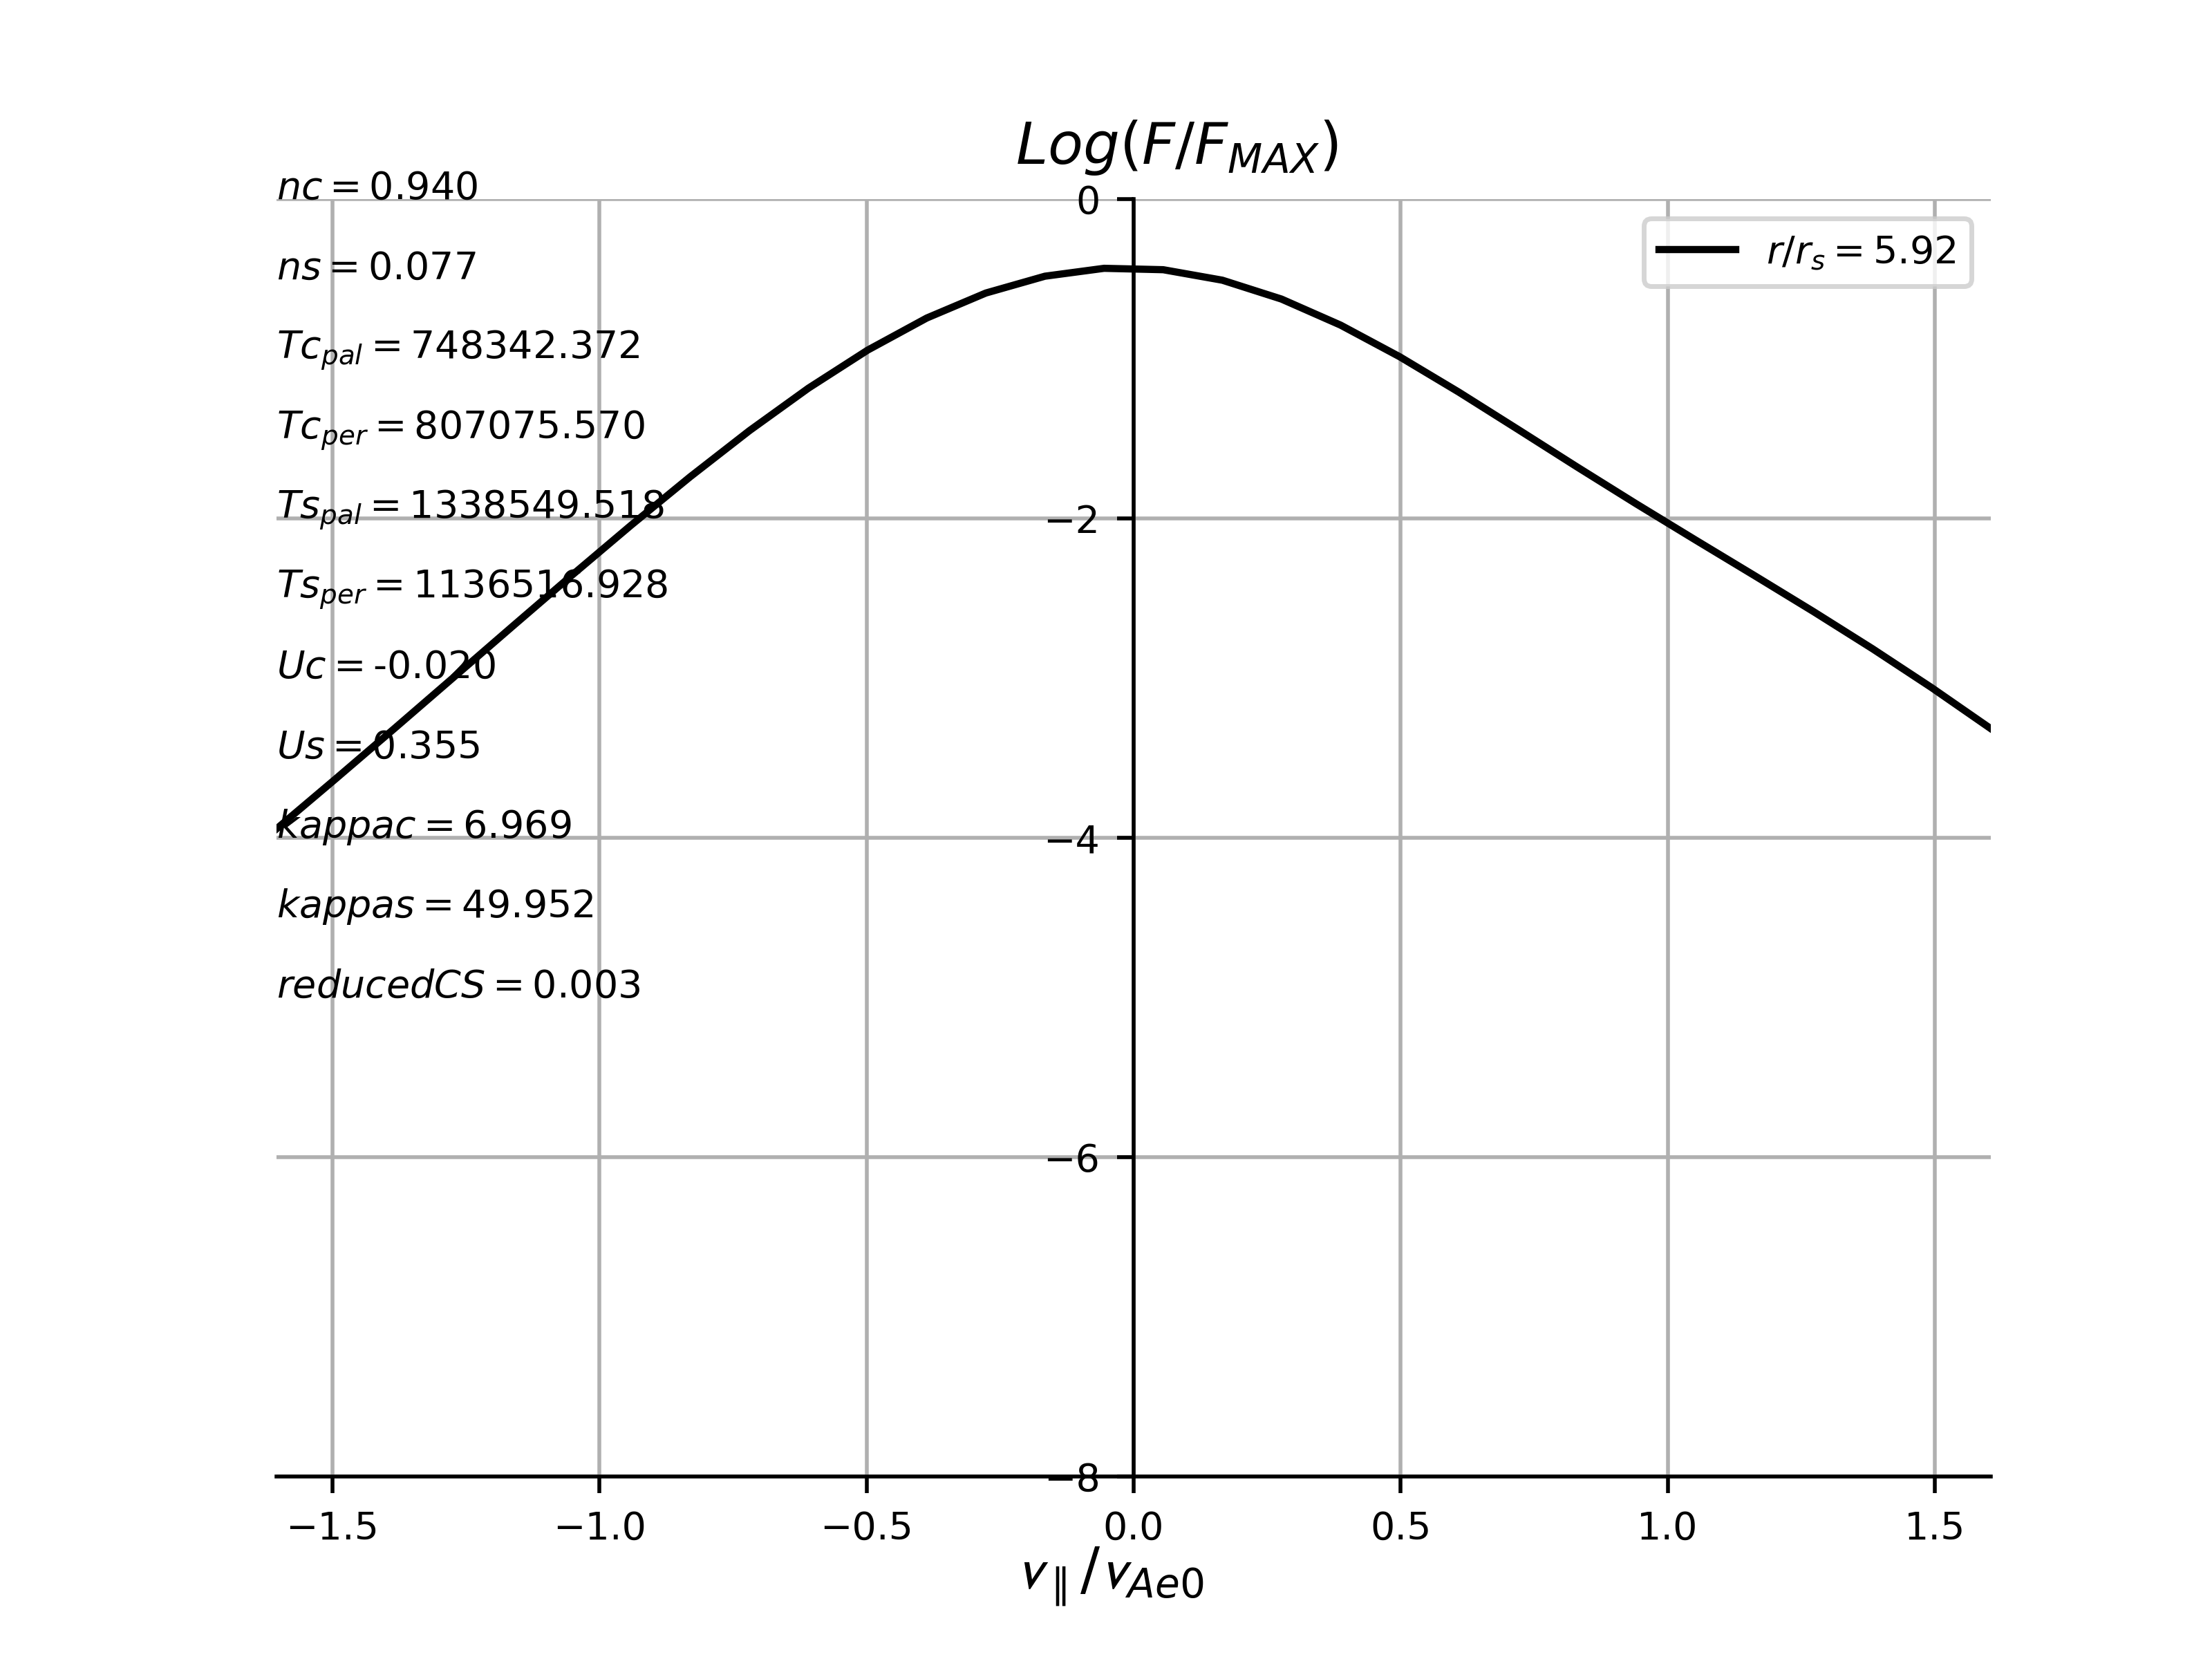 Log(F/F_MAX)
nc = 0.940
0
r/r_s = 5.92
ns = 0.077
Tc_pal = 748342.372
Tc_per = 807075.570
Ts_pal = 1338549.518
−2
Ts_per = 1136516.928
Uc = -0.020
Us = 0.355
kappac = 6.969
−4
kappas = 49.952
reducedCS = 0.003
−6
−8
−1.5 −1.0 −0.5 0.0 0.5 1.0 1.5
v_∥/v_Ae0